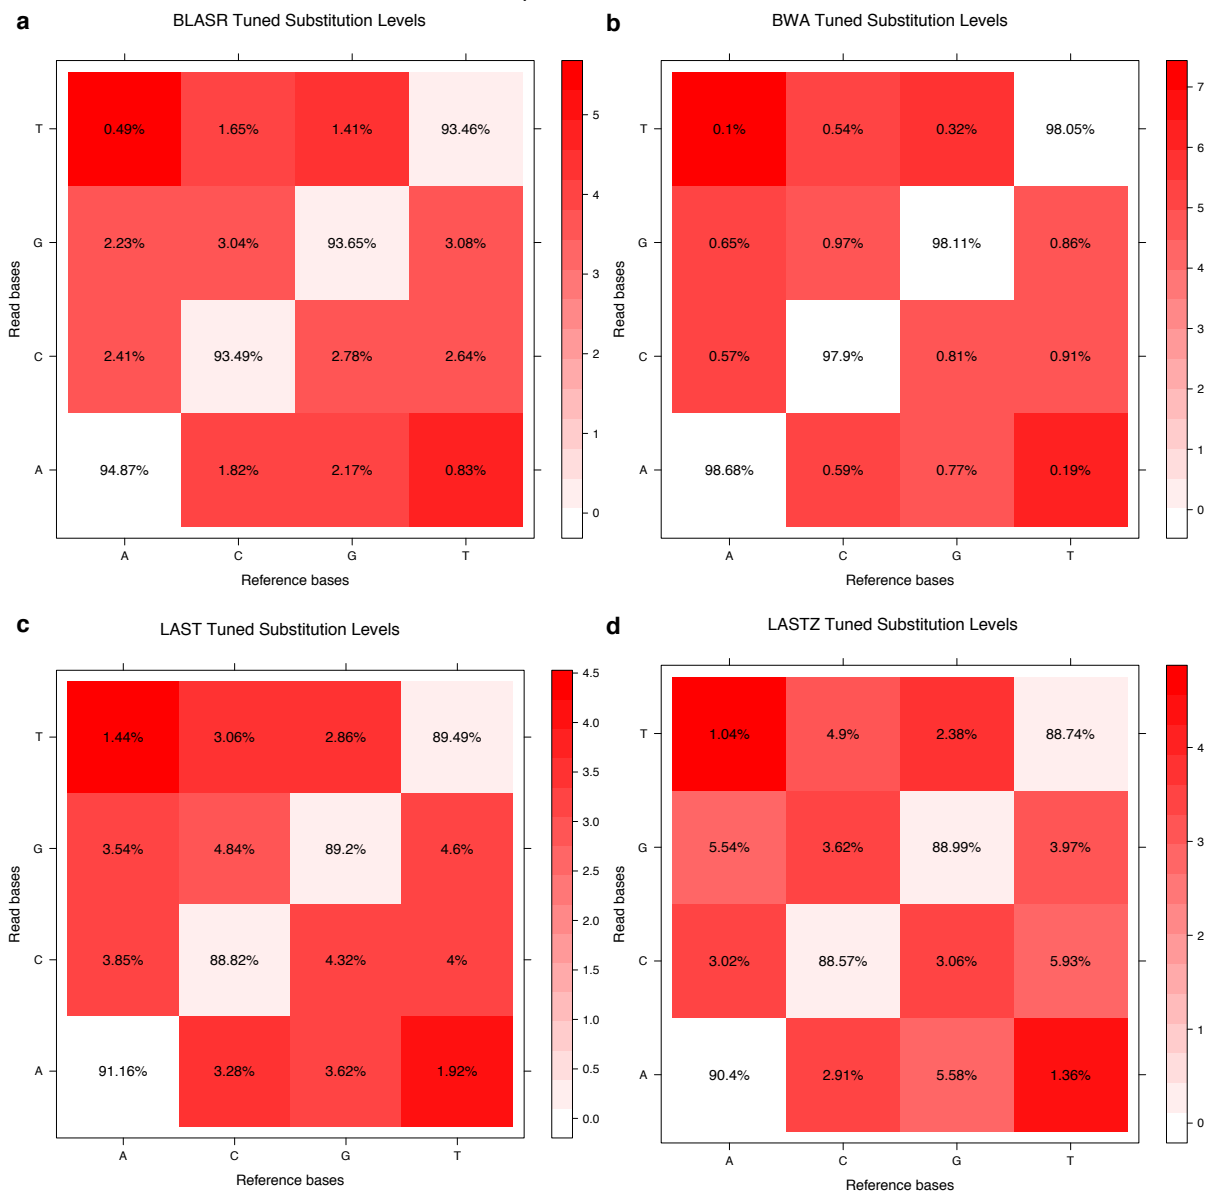 a
BLASR Tuned Substitution Levels
T
0.49%
1.65%
1.41%
93.46%
G
2.23%
3.04%
93.65%
3.08%
C
2.41%
93.49%
2.78%
2.64%
A
94.87%
1.82%
2.17%
0.83%
A
C
G
T
Read bases
Reference bases
5
4
3
2
1
0
b
BWA Tuned Substitution Levels
T
0.1%
0.54%
0.32%
98.05%
G
0.65%
0.97%
98.11%
0.86%
C
0.57%
97.9%
0.81%
0.91%
A
98.68%
0.59%
0.77%
0.19%
A
C
G
T
Read bases
Reference bases
7
6
5
4
3
2
1
0
c
LAST Tuned Substitution Levels
T
1.44%
3.06%
2.86%
89.49%
G
3.54%
4.84%
89.2%
4.6%
C
3.85%
88.82%
4.32%
4%
A
91.16%
3.28%
3.62%
1.92%
A
C
G
T
Read bases
Reference bases
4.5
4.0
3.5
3.0
2.5
2.0
1.5
1.0
0.5
0.0
d
LASTZ Tuned Substitution Levels
T
1.04%
4.9%
2.38%
88.74%
G
5.54%
3.62%
88.99%
3.97%
C
3.02%
88.57%
3.06%
5.93%
A
90.4%
2.91%
5.58%
1.36%
A
C
G
T
Read bases
Reference bases
4
3
2
1
0